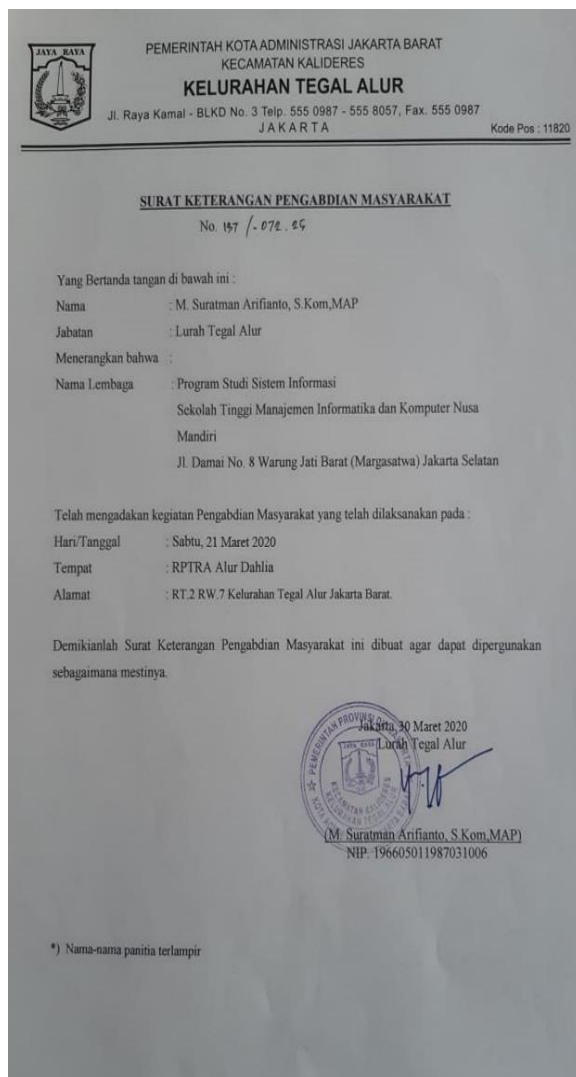 JAYA RAYA
PEMERINTAH KOTA ADMINISTRASI JAKARTA BARAT
KECAMATAN KALIDERES
KELURAHAN TEGAL ALUR
Jl. Raya Kamal - BLKD No. 3 Telp. 555 0987 - 555 8057, Fax. 555 0987
JAKARTA
Kode Pos : 11820
SURAT KETERANGAN PENGABDIAN MASYARAKAT
No.
Yang Bertanda tangan di bawah ini :
Nama : M. Suratman Arifianto, S.Kom,MAP
Jabatan : Lurah Tegal Alur
Menerangkan bahwa :
Nama Lembaga : Program Studi Sistem Informasi
Sekolah Tinggi Manajemen Informatika dan Komputer Nusa
Mandiri
Jl. Damai No. 8 Warung Jati Barat (Margasatwa) Jakarta Selatan
Telah mengadakan kegiatan Pengabdian Masyarakat yang telah dilaksanakan pada :
Hari/Tanggal : Sabtu, 21 Maret 2020
Tempat : RPTRA Alur Dahlia
Alamat : RT.2 RW.7 Kelurahan Tegal Alur Jakarta Barat.
Demikianlah Surat Keterangan Pengabdian Masyarakat ini dibuat agar dapat dipergunakan
sebagaimana mestinya.
Jakarta, 30 Maret 2020
Lurah Tegal Alur
PEMERINTAH PROVINSI
KECAMATAN KALIDERES
KELURAHAN TEGAL ALUR
(M. Suratman Arifianto, S.Kom,MAP)
NIP. 196605011987031006
*) Nama-nama panitia terlampir